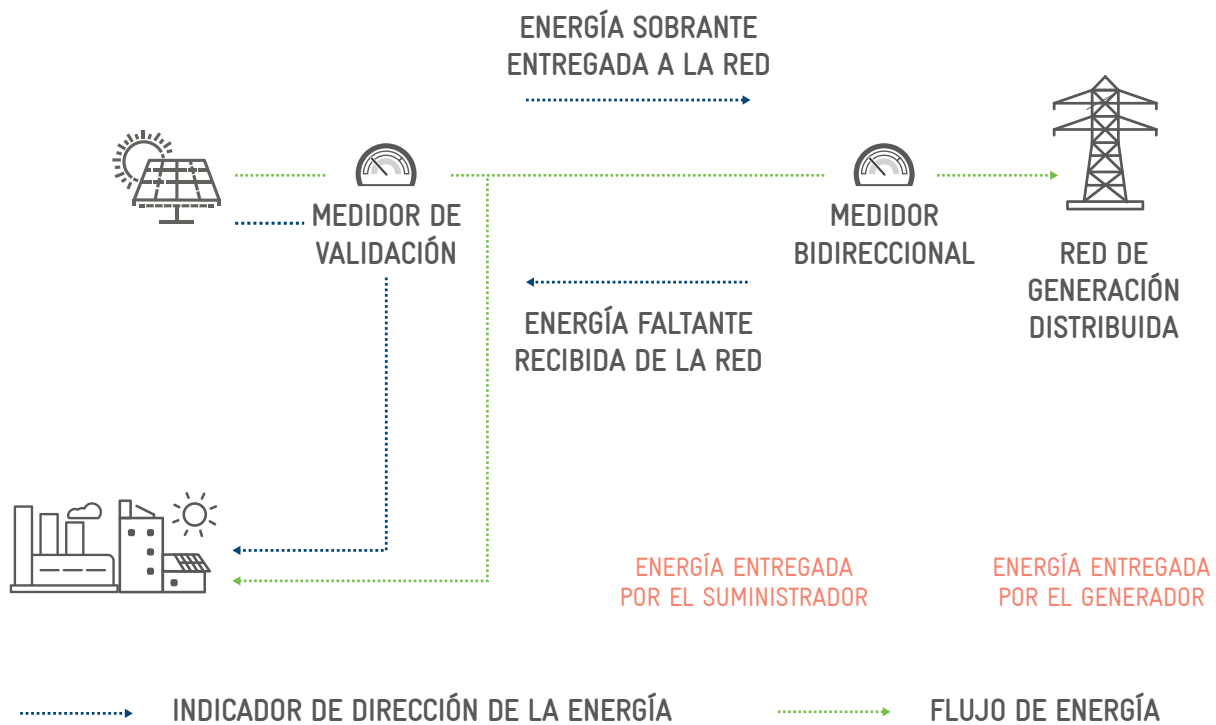 ENERGÍA SOBRANTE
ENTREGADA A LA RED
MEDIDOR DE
VALIDACIÓN
MEDIDOR
BIDIRECCIONAL
RED DE
GENERACIÓN
DISTRIBUIDA
ENERGÍA FALTANTE
RECIBIDA DE LA RED
ENERGÍA ENTREGADA
POR EL SUMINISTRADOR
ENERGÍA ENTREGADA
POR EL GENERADOR
INDICADOR DE DIRECCIÓN DE LA ENERGÍA
FLUJO DE ENERGÍA